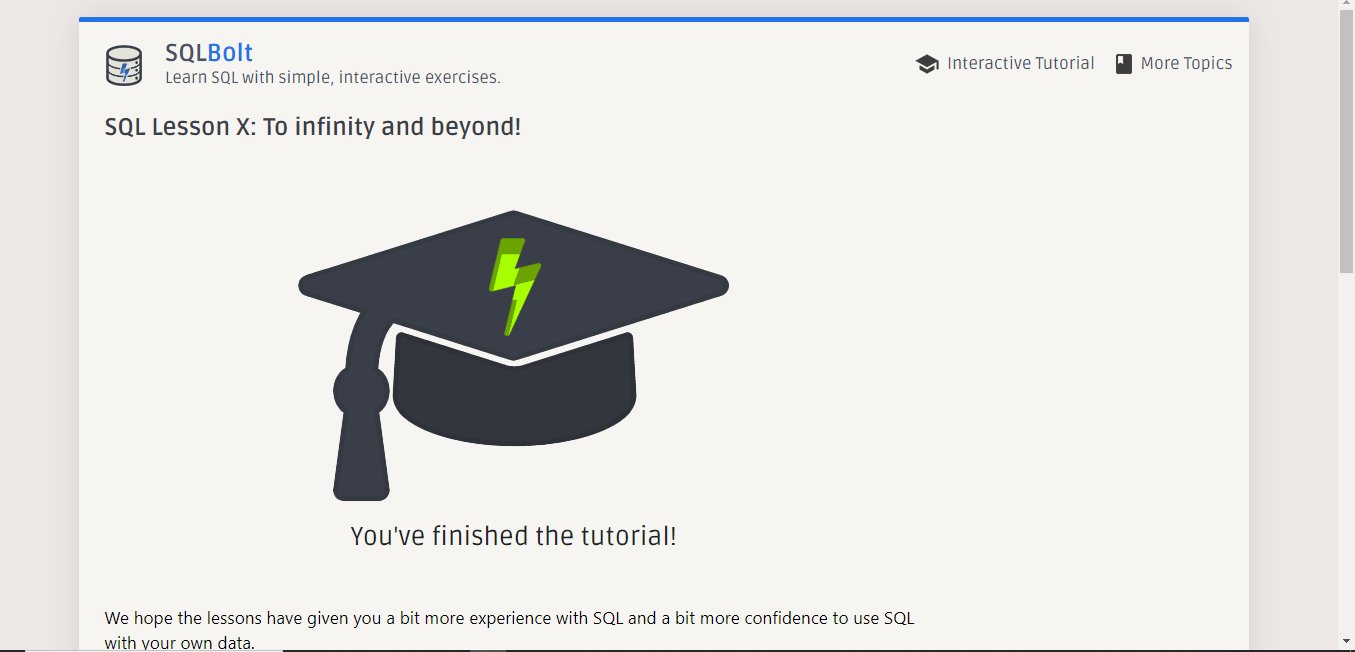 SQLBolt
Learn SQL with simple, interactive exercises.
Interactive Tutorial
More Topics
SQL Lesson X: To infinity and beyond!
You've finished the tutorial!
We hope the lessons have given you a bit more experience with SQL and a bit more confidence to use SQL
with your own data.